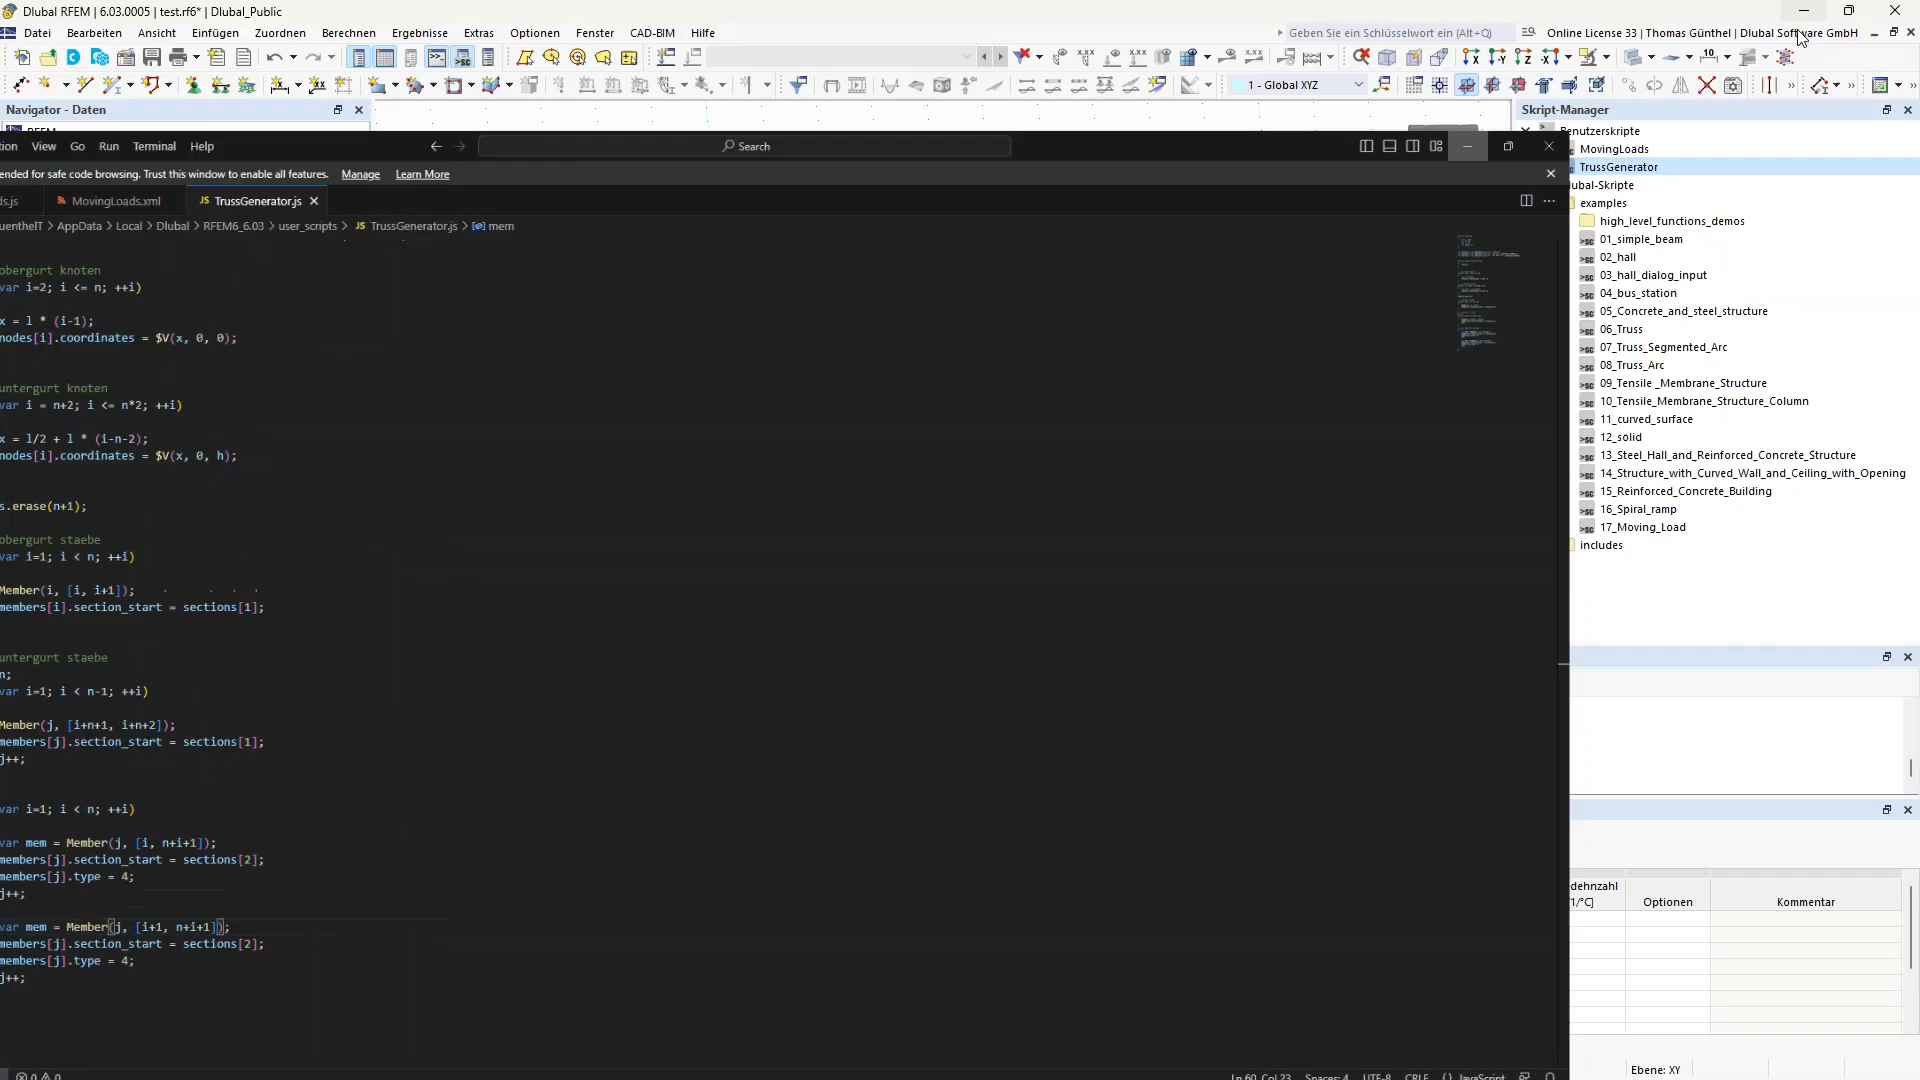 Dlubal RFEM | 6.03.0005 | test.rf6* | Dlubal_Public
Datei Bearbeiten Ansicht Einfügen Zuordnen Berechnen Ergebnisse Extras Optionen Fenster CAD-BIM Hilfe
Geben Sie ein Schlüsselwort ein (Alt+Q)
Online License 33 | Thomas Günthel | Dlubal Software GmbH
1 - Global XYZ
Navigator - Daten
RFEM
Skript-Manager
Benutzerskripte
MovingLoads
TrussGenerator
lubal-Skripte
examples
high_level_functions_demos
01_simple_beam
02_hall
03_hall_dialog_input
04_bus_station
05_Concrete_and_steel_structure
06_Truss
07_Truss_Segmented_Arc
08_Truss_Arc
09_Tensile _Membrane_Structure
10_Tensile_Membrane_Structure_Column
11_curved_surface
12_solid
13_Steel_Hall_and_Reinforced_Concrete_Structure
14_Structure_with_Curved_Wall_and_Ceiling_with_Opening
15_Reinforced_Concrete_Building
16_Spiral_ramp
17_Moving_Load
includes
tion View Go Run Terminal Help
Search
ended for safe code browsing. Trust this window to enable all features. Manage Learn More
ds.js MovingLoads.xml JS TrussGenerator.js
uenthelT > AppData > Local > Dlubal > RFEM6_6.03 > user_scripts > JS TrussGenerator.js > mem
obergurt knoten
var i=2; i <= n; ++i)
x = l * (i-1);
nodes[i].coordinates = $V(x, 0, 0);
untergurt knoten
var i = n+2; i <= n*2; ++i)
x = l/2 + l * (i-n-2);
nodes[i].coordinates = $V(x, 0, h);
s.erase(n+1);
obergurt staebe
var i=1; i < n; ++i)
Member(i, [i, i+1]);
members[i].section_start = sections[1];
untergurt staebe
n;
var i=1; i < n-1; ++i)
Member(j, [i+n+1, i+n+2]);
members[j].section_start = sections[1];
j++;
var i=1; i < n; ++i)
var mem = Member(j, [i, n+i+1]);
members[j].section_start = sections[2];
members[j].type = 4;
j++;
var mem = Member(j, [i+1, n+i+1]);
members[j].section_start = sections[2];
members[j].type = 4;
j++;
0 0
Ln 60, Col 23 Spaces: 4 UTF-8 CRLF {} JavaScript
dehnzahl
[1/°C] Optionen Kommentar
Ebene: XY